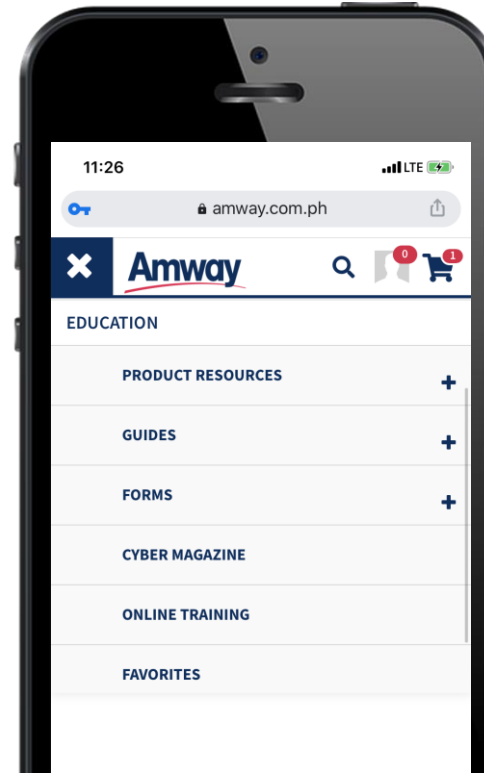 11:26 LTE
amway.com.ph
Amway 0 1
EDUCATION
PRODUCT RESOURCES +
GUIDES +
FORMS +
CYBER MAGAZINE
ONLINE TRAINING
FAVORITES